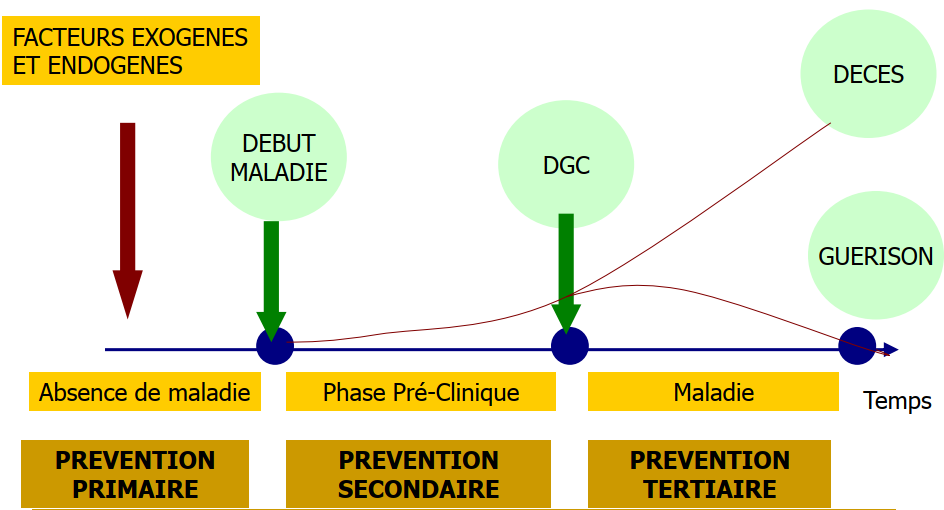 FACTEURS EXOGENES
ET ENDOGENES
DEBUT
MALADIE
DGC
DECES
GUERISON
Absence de maladie
Phase Pré-Clinique
Maladie
Temps
PREVENTION
PRIMAIRE
PREVENTION
SECONDAIRE
PREVENTION
TERTIAIRE